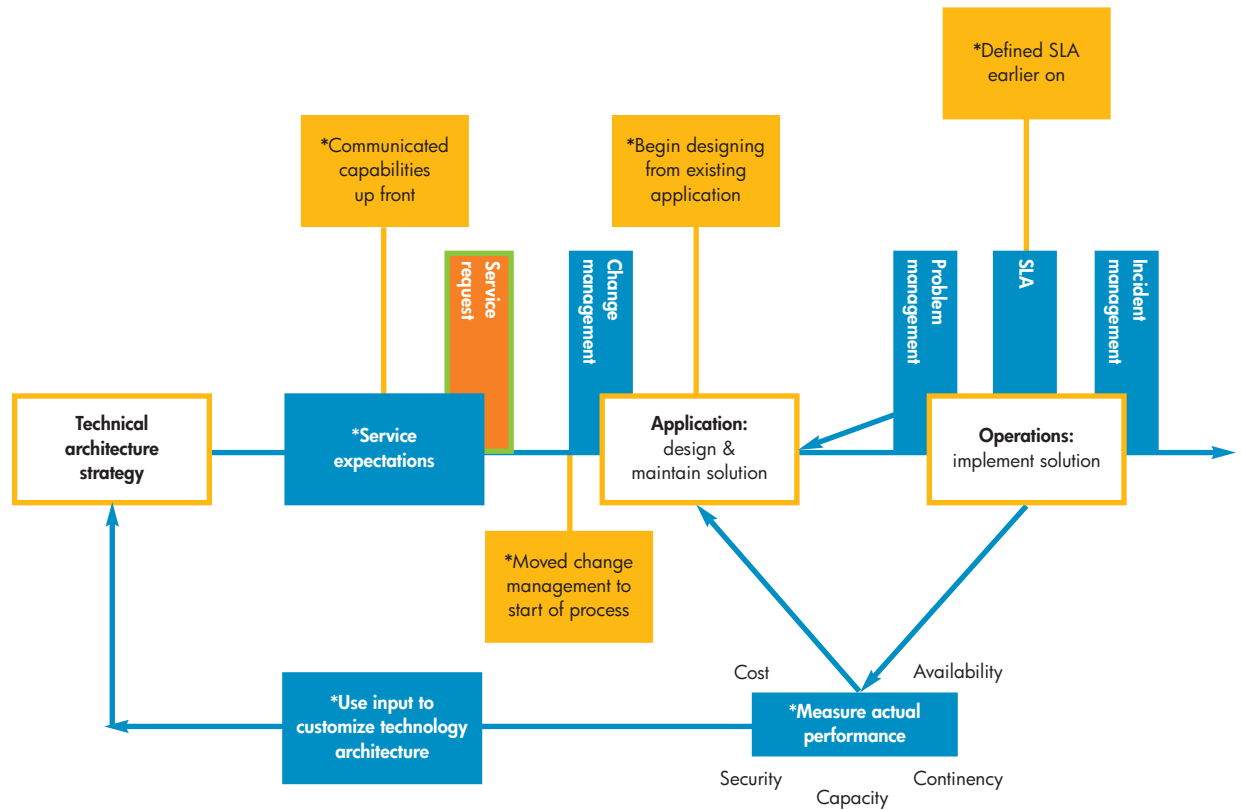 *Defined SLA
earlier on
*Communicated
capabilities
up front
*Begin designing
from existing
application
Service
request
Change
management
Problem
management
SLA
Incident
management
Technical
architecture
strategy
*Service
expectations
Application:
design &
maintain solution
Operations:
implement solution
*Moved change
management to
start of process
Cost
Availability
*Use input to
customize technology
architecture
*Measure actual
performance
Security
Capacity
Continency